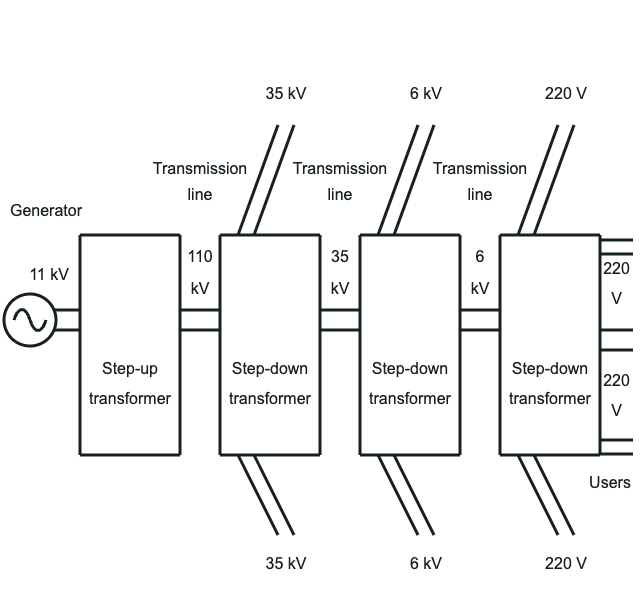 35 kV
6 kV
220 V
Transmission
line
Transmission
line
Transmission
line
Generator
11 kV
110
kV
35
kV
6
kV
220
V
Step-up
transformer
Step-down
transformer
Step-down
transformer
Step-down
transformer
220
V
Users
35 kV
6 kV
220 V